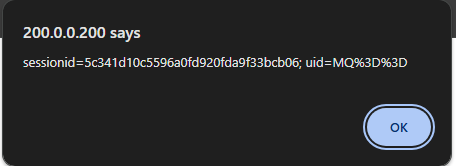 200.0.0.200 says
sessionid=5c341d10c5596a0fd920fda9f33bcb06; uid=MQ%3D%3D
OK